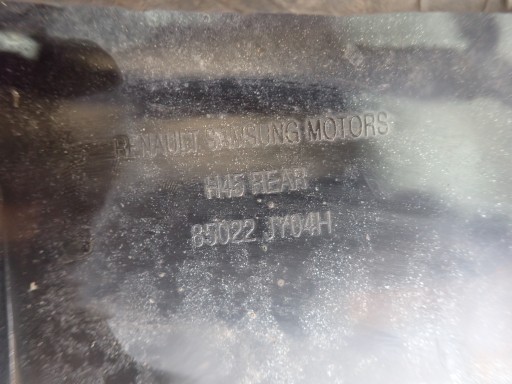 RENAULT SAMSUNG MOTORS
H45 REAR
85022 JY04H